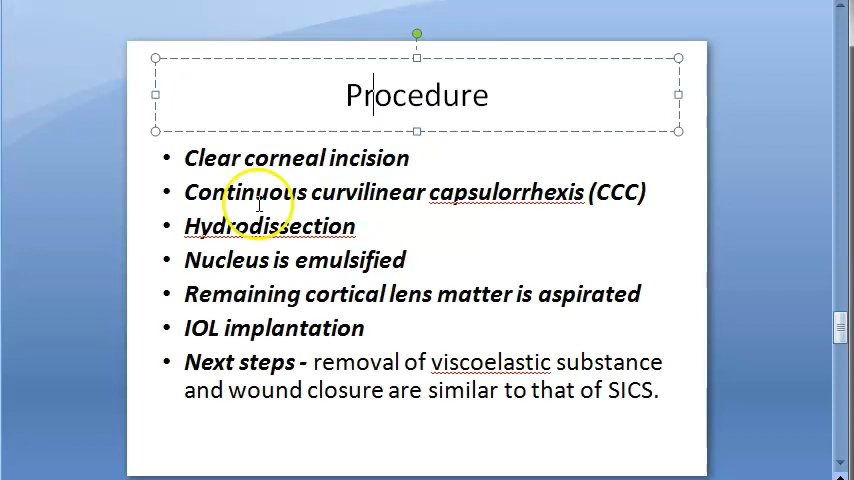 Procedure
• Clear corneal incision
• Continuous curvilinear capsulorrhexis (CCC)
• Hydrodissection
• Nucleus is emulsified
• Remaining cortical lens matter is aspirated
• IOL implantation
• Next steps - removal of viscoelastic substance
and wound closure are similar to that of SICS.